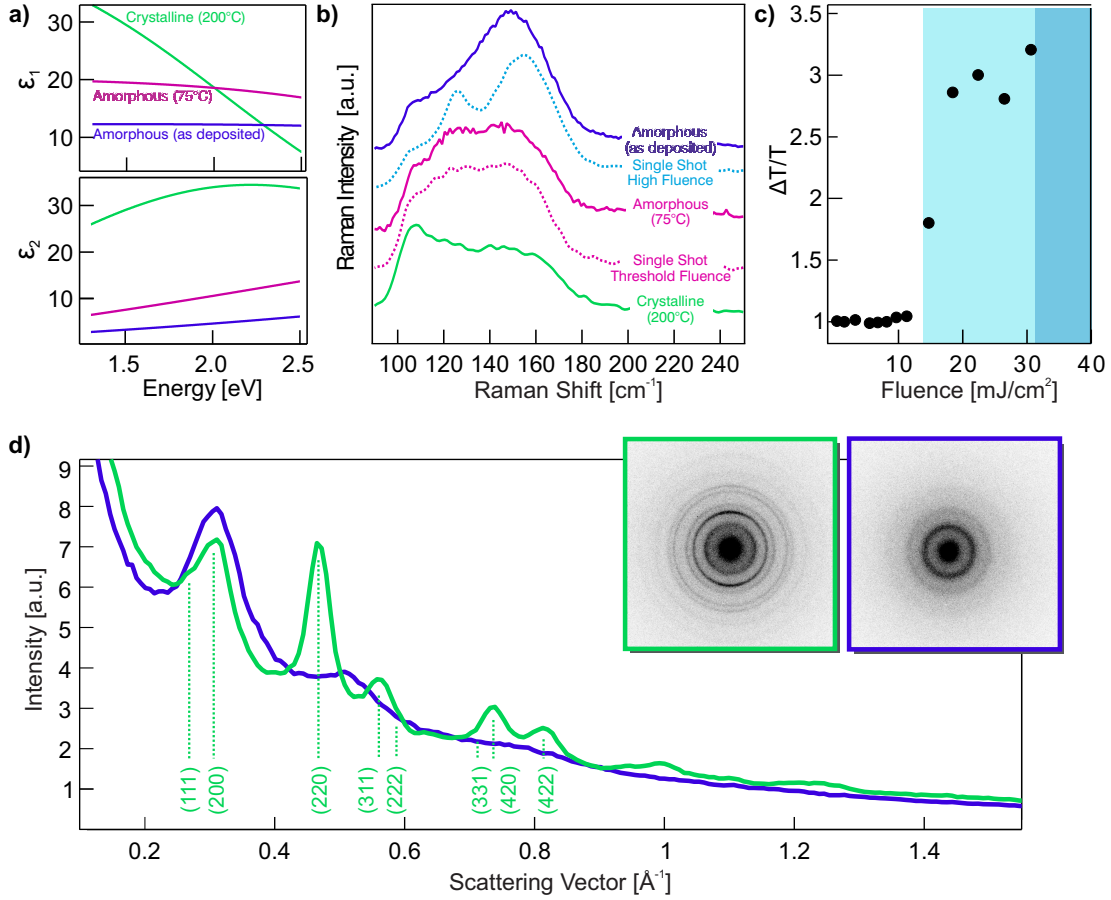 a)
30
20
10
ε1
Crystalline (200°C)
Amorphous (75°C)
Amorphous (as deposited)
30
20
10
ε2
1.5
2.0
2.5
Energy [eV]
b)
Raman Intensity [a.u.]
Amorphous
(as deposited)
Single Shot
High Fluence
Amorphous
(75°C)
Single Shot
Threshold Fluence
Crystalline
(200°C)
100 120 140 160 180 200 220 240
Raman Shift [cm-1]
c)
3.5
3
2.5
2
1.5
1
ΔT/T
0
10
20
30
40
Fluence [mJ/cm2]
d)
9
8
7
6
5
4
3
2
1
Intensity [a.u.]
(111)
(200)
(220)
(311)
(222)
(331)
(420)
(422)
0.2
0.4
0.6
0.8
1
1.2
1.4
Scattering Vector [Å-1]